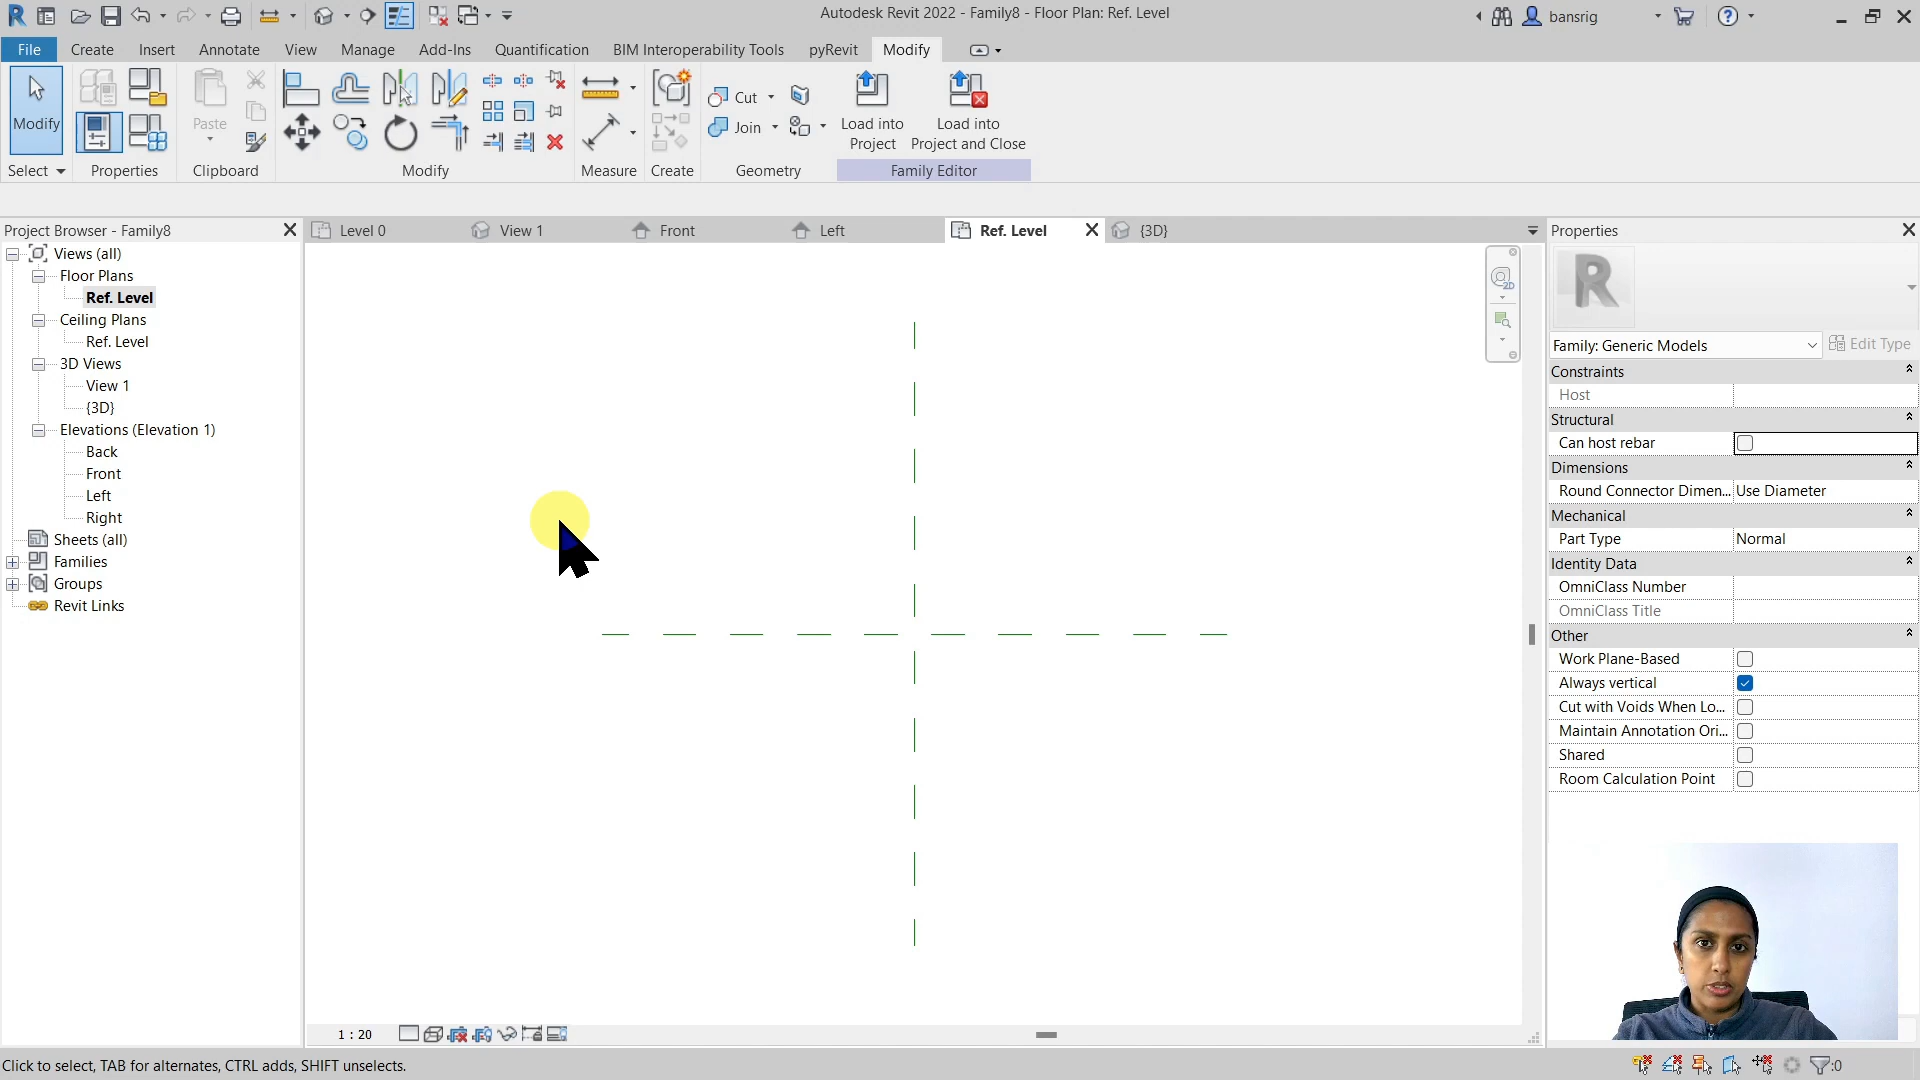 Autodesk Revit 2022 - Family8 - Floor Plan: Ref. Level
bansrig
File
Create
Insert
Annotate
View
Manage
Add-Ins
Quantification
BIM Interoperability Tools
pyRevit
Modify
Modify
Paste
Cut
Join
Load into
Project
Load into
Project and Close
Select
Properties
Clipboard
Modify
Measure
Create
Geometry
Family Editor
Project Browser - Family8
Views (all)
Floor Plans
Ref. Level
Ceiling Plans
Ref. Level
3D Views
View 1
{3D}
Elevations (Elevation 1)
Back
Front
Left
Right
Sheets (all)
Families
Groups
Revit Links
Level 0
View 1
Front
Left
Ref. Level
{3D}
2D
1 : 20
Properties
R
Family: Generic Models
Edit Type
Constraints
Host
Structural
Can host rebar
Dimensions
Round Connector Dimen... Use Diameter
Mechanical
Part Type Normal
Identity Data
OmniClass Number
OmniClass Title
Other
Work Plane-Based
Always vertical
Cut with Voids When Lo...
Maintain Annotation Ori...
Shared
Room Calculation Point
Click to select, TAB for alternates, CTRL adds, SHIFT unselects.
:0